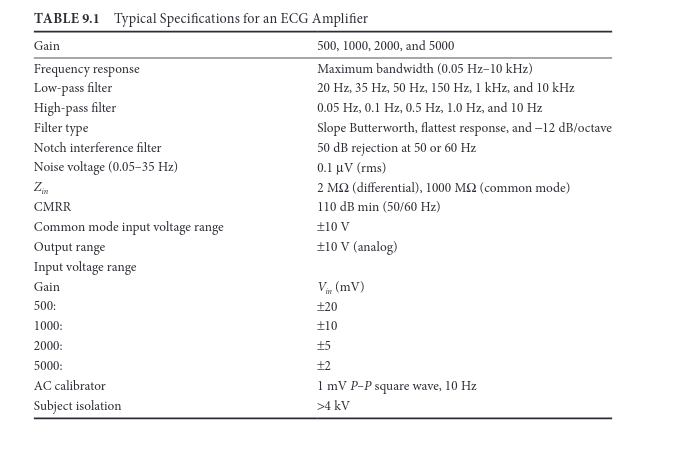 TABLE 9.1 Typical Specifications for an ECG Amplifier
Gain 500, 1000, 2000, and 5000
Frequency response Maximum bandwidth (0.05 Hz–10 kHz)
Low-pass filter 20 Hz, 35 Hz, 50 Hz, 150 Hz, 1 kHz, and 10 kHz
High-pass filter 0.05 Hz, 0.1 Hz, 0.5 Hz, 1.0 Hz, and 10 Hz
Filter type Slope Butterworth, flattest response, and −12 dB/octave
Notch interference filter 50 dB rejection at 50 or 60 Hz
Noise voltage (0.05–35 Hz) 0.1 μV (rms)
Zin 2 MΩ (differential), 1000 MΩ (common mode)
CMRR 110 dB min (50/60 Hz)
Common mode input voltage range ±10 V
Output range ±10 V (analog)
Input voltage range
Gain Vin (mV)
500: ±20
1000: ±10
2000: ±5
5000: ±2
AC calibrator 1 mV P–P square wave, 10 Hz
Subject isolation >4 kV